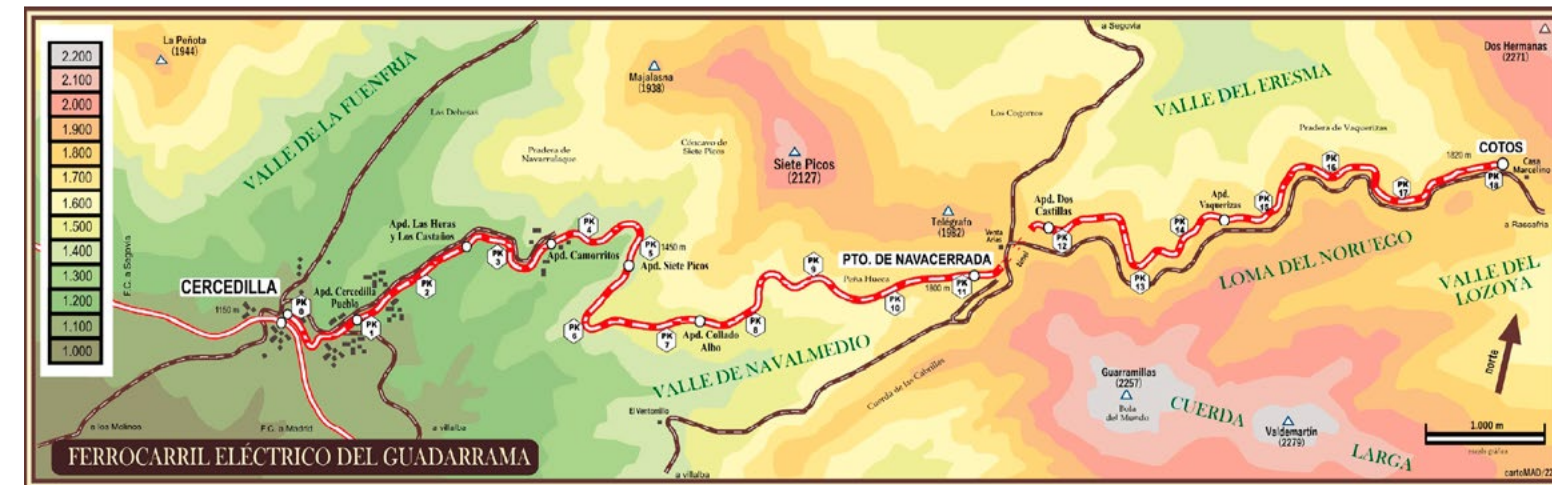 2.200
2.100
2.000
1.900
1.800
1.700
1.600
1.500
1.400
1.300
1.200
1.100
1.000
La Peñota
(1944)
VALLE DE LA FUENFRIA
Las Dehesas
F.C. a Segovia
Pradera de
Navarrulaque
Majalasna
(1938)
Cóncavo de
Siete Picos
Siete Picos
(2127)
Telégrafo
(1982)
Los Cogorros
a Segovia
VALLE DEL ERESMA
Pradera de Vaquerizas
Dos Hermanas
(2271)
CERCEDILLA
1150 m
PK
0
Apd. Cercedilla
Pueblo
PK
1
PK
2
Apd. Las Heras
y Los Castaños
PK
3
Apd. Camorritos
PK
4
PK
5
1450 m
Apd. Siete Picos
PK
6
PK
7
Apd. Collado
Albo
PK
8
PK
9
Peña Hueca
PK
10
PTO. DE NAVACERRADA
1800 m
PK
11
Venta
Arias
túnel
Apd. Dos
Castillas
PK
12
PK
13
PK
14
Apd.
Vaquerizas
PK
15
PK
16
PK
17
1820 m
COTOS
PK
18
Casa
Marcelino
a Rascafría
LOMA DEL NORUEGO
VALLE DEL
LOZOYA
VALLE DE NAVALMEDIO
Cuerda de las Cabrillas
El Ventorrillo
a villalba
a los Molinos
F.C. a Madrid
a villalba
Guarramillas
(2257)
Bola
del Mundo
CUERDA
LARGA
Valdemartín
(2279)
norte
1.000 m
escala gráfica
cartoMAD/22
FERROCARRIL ELÉCTRICO DEL GUADARRAMA